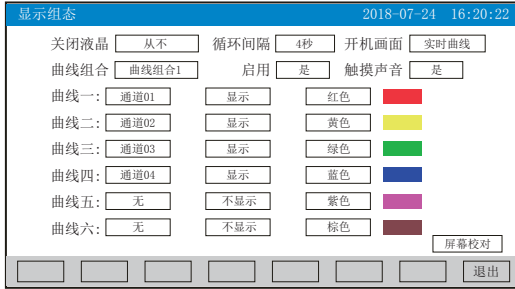 显示组态 2018-07-24 16:20:22
关闭液晶 从不 循环间隔 4秒 开机画面 实时曲线
曲线组合 曲线组合1 启用 是 触摸声音 是
曲线一: 通道01 显示 红色
曲线二: 通道02 显示 黄色
曲线三: 通道03 显示 绿色
曲线四: 通道04 显示 蓝色
曲线五: 无 不显示 紫色
曲线六: 无 不显示 棕色
屏幕校对
退出